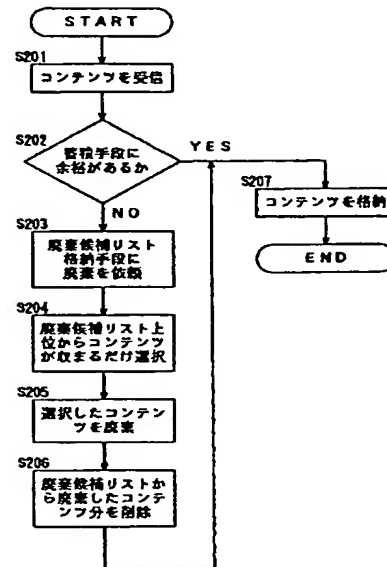 START
S201
コンテンツを受信
S202
蓄積手段に
余裕があるか
YES
NO
S207
コンテンツを格納
END
S203
廃棄候補リスト
格納手段に
廃棄を依頼
S204
廃棄候補リスト上
位からコンテンツ
が収まるだけ選択
S205
選択したコンテン
ツを廃棄
S206
廃棄候補リストか
ら廃棄したコンテ
ンツ分を削除